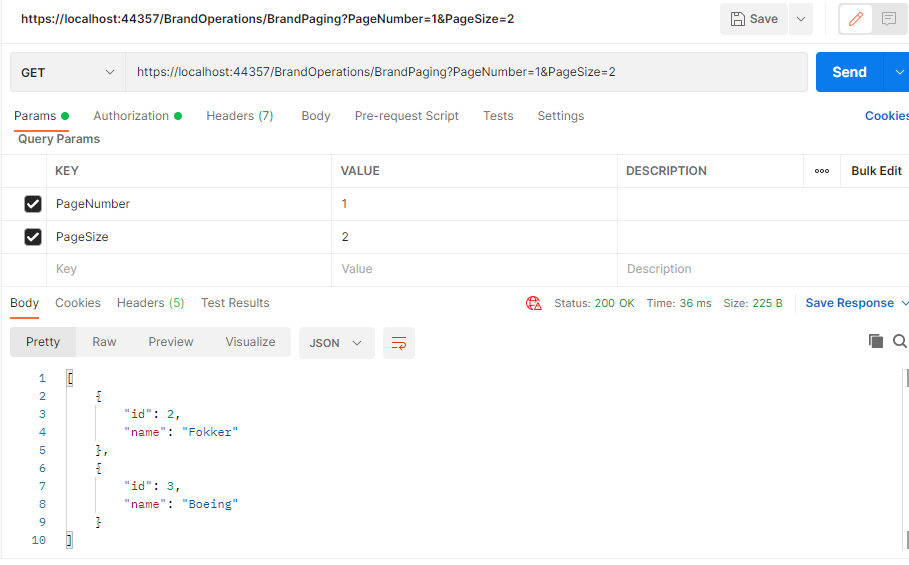 https://localhost:44357/BrandOperations/BrandPaging?PageNumber=1&PageSize=2 Save
GET https://localhost:44357/BrandOperations/BrandPaging?PageNumber=1&PageSize=2 Send
Params Authorization Headers (7) Body Pre-request Script Tests Settings Cookies
Query Params
KEY VALUE DESCRIPTION ooo Bulk Edit
PageNumber 1
PageSize 2
Key Value Description
Body Cookies Headers (5) Test Results Status: 200 OK Time: 36 ms Size: 225 B Save Response
Pretty Raw Preview Visualize JSON
1 [
2 {
3 "id": 2,
4 "name": "Fokker"
5 },
6 {
7 "id": 3,
8 "name": "Boeing"
9 }
10 ]